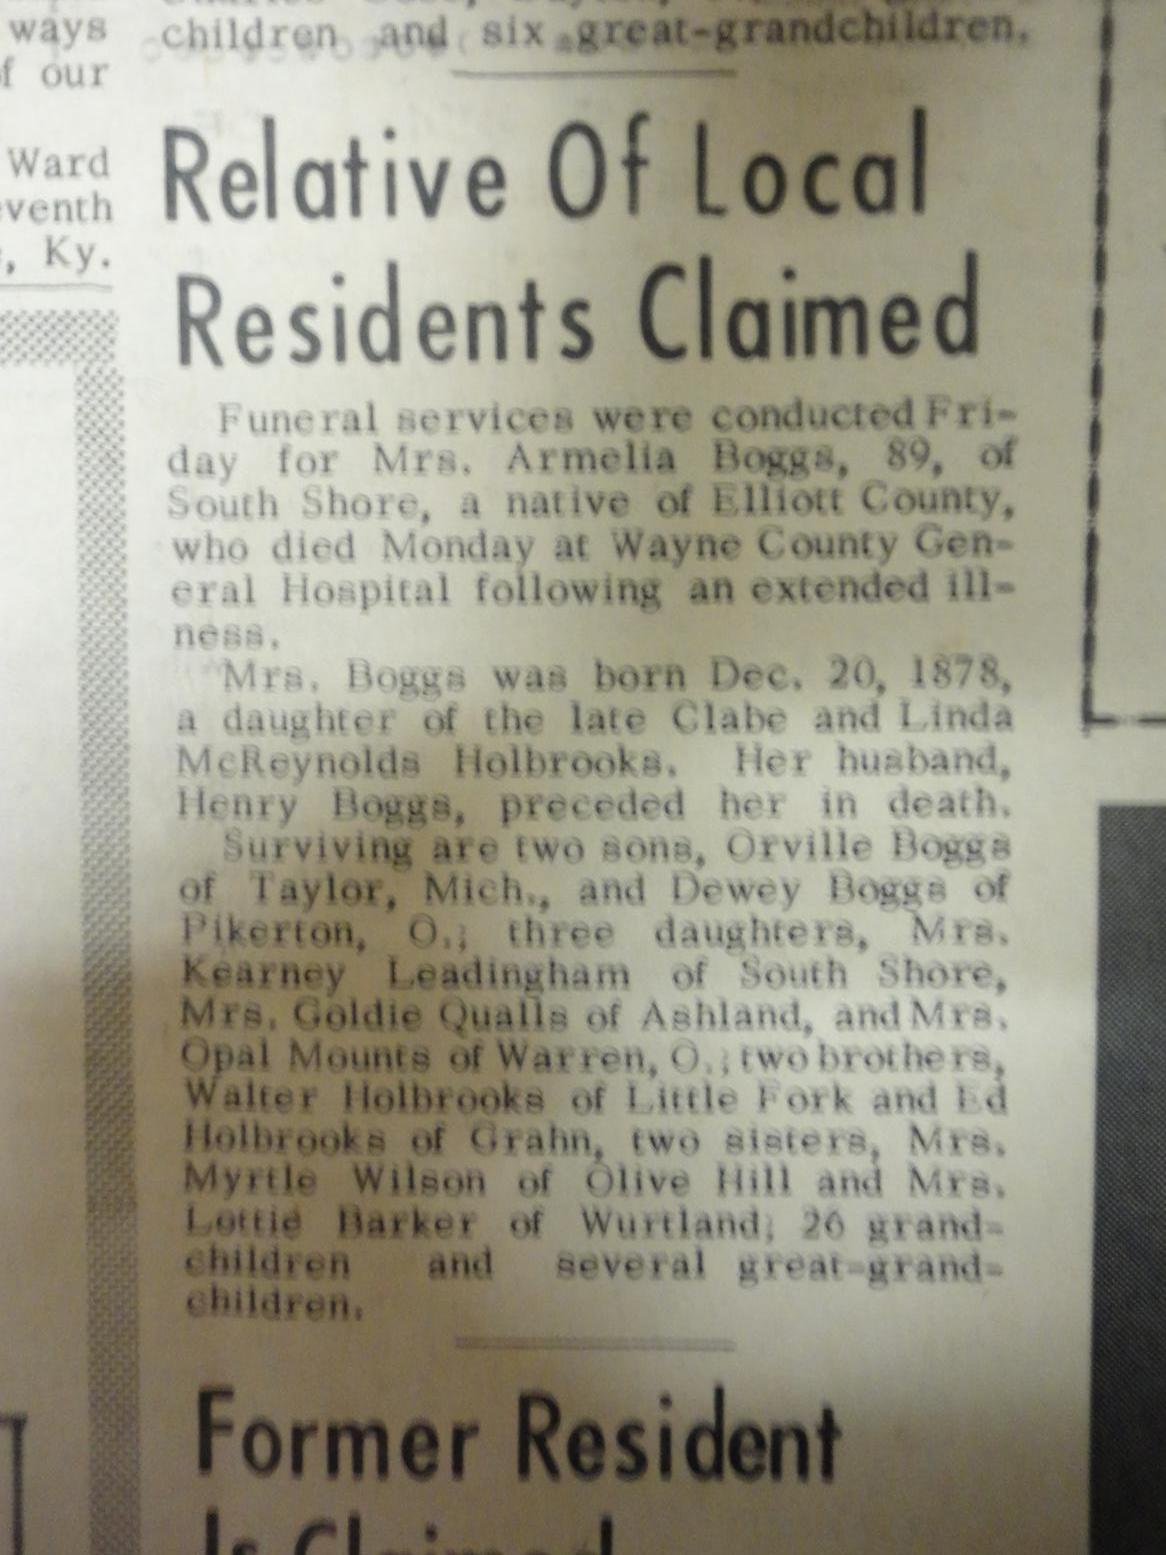 ways
of our
Ward
eventh
, Ky.
children and six great-grandchildren.
Relative Of Local
Residents Claimed
Funeral services were conducted Fri-
day for Mrs. Armelia Boggs, 89, of
South Shore, a native of Elliott County,
who died Monday at Wayne County Gen-
eral Hospital following an extended ill-
ness.
Mrs. Boggs was born Dec. 20, 1878,
a daughter of the late Clabe and Linda
McReynolds Holbrooks. Her husband,
Henry Boggs, preceded her in death.
Surviving are two sons, Orville Boggs
of Taylor, Mich., and Dewey Boggs of
Pikerton, O.; three daughters, Mrs.
Kearney Leadingham of South Shore,
Mrs. Goldie Qualls of Ashland, and Mrs.
Opal Mounts of Warren, O.; two brothers,
Walter Holbrooks of Little Fork and Ed
Holbrooks of Grahn, two sisters, Mrs.
Myrtle Wilson of Olive Hill and Mrs.
Lottie Barker of Wurtland; 26 grand-
children and several great-grand-
children.
Former Resident
Is Claimed